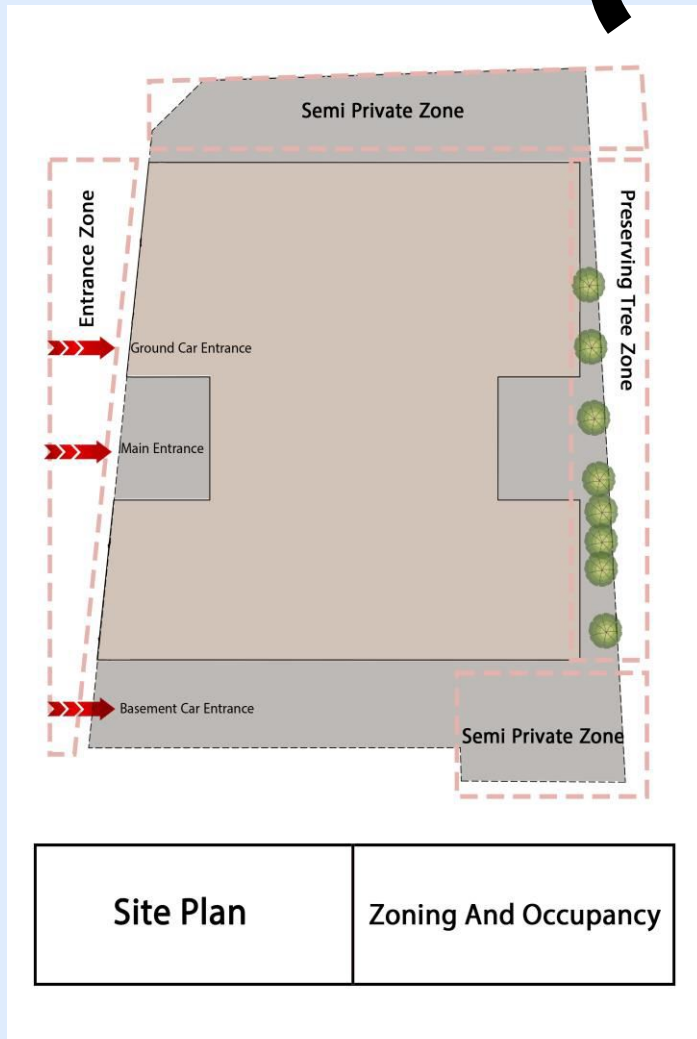 Semi Private Zone
Entrance Zone
Preserving Tree Zone
Ground Car Entrance
Main Entrance
Basement Car Entrance
Semi Private Zone
Site Plan
Zoning And Occupancy